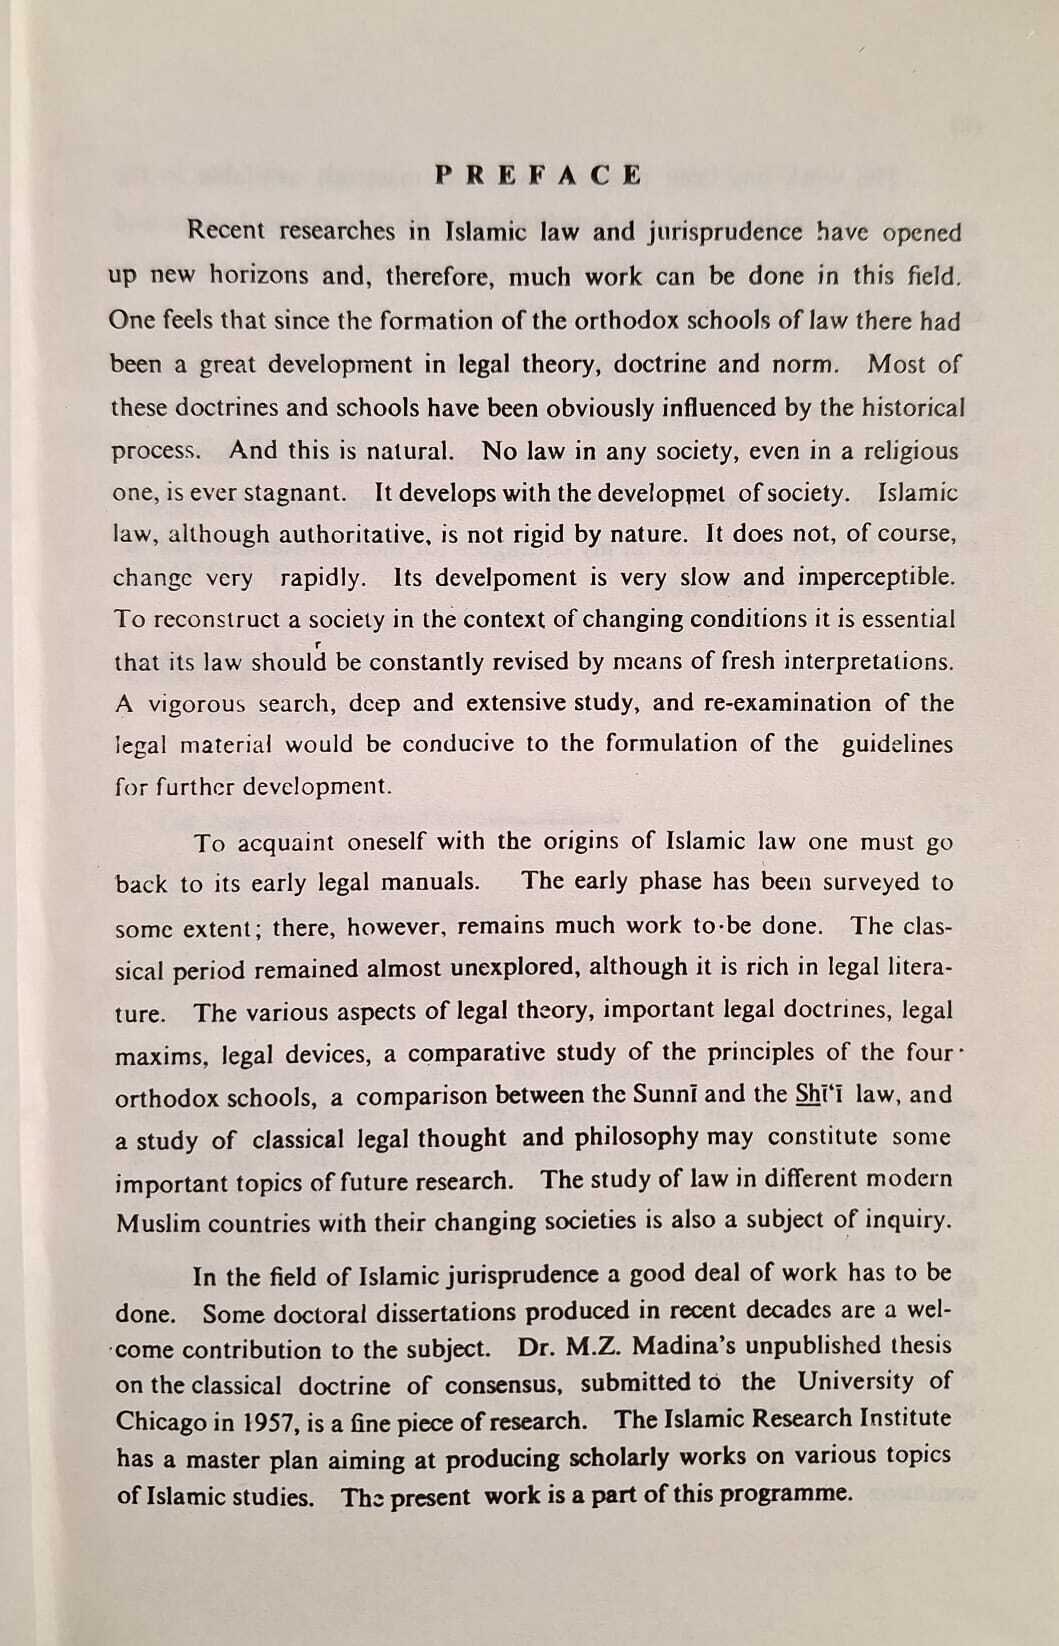 PREFACE
Recent researches in Islamic law and jurisprudence have opened
up new horizons and, therefore, much work can be done in this field.
One feels that since the formation of the orthodox schools of law there had
been a great development in legal theory, doctrine and norm. Most of
these doctrines and schools have been obviously influenced by the historical
process. And this is natural. No law in any society, even in a religious
one, is ever stagnant. It develops with the developmet of society. Islamic
law, although authoritative, is not rigid by nature. It does not, of course,
change very rapidly. Its develpoment is very slow and imperceptible.
To reconstruct a society in the context of changing conditions it is essential
that its law should be constantly revised by means of fresh interpretations.
A vigorous search, deep and extensive study, and re-examination of the
legal material would be conducive to the formulation of the guidelines
for further development.
To acquaint oneself with the origins of Islamic law one must go
back to its early legal manuals. The early phase has been surveyed to
some extent; there, however, remains much work to be done. The clas-
sical period remained almost unexplored, although it is rich in legal litera-
ture. The various aspects of legal theory, important legal doctrines, legal
maxims, legal devices, a comparative study of the principles of the four
orthodox schools, a comparison between the Sunnī and the Shī‘ī law, and
a study of classical legal thought and philosophy may constitute some
important topics of future research. The study of law in different modern
Muslim countries with their changing societies is also a subject of inquiry.
In the field of Islamic jurisprudence a good deal of work has to be
done. Some doctoral dissertations produced in recent decades are a wel-
come contribution to the subject. Dr. M.Z. Madina's unpublished thesis
on the classical doctrine of consensus, submitted to the University of
Chicago in 1957, is a fine piece of research. The Islamic Research Institute
has a master plan aiming at producing scholarly works on various topics
of Islamic studies. The present work is a part of this programme.